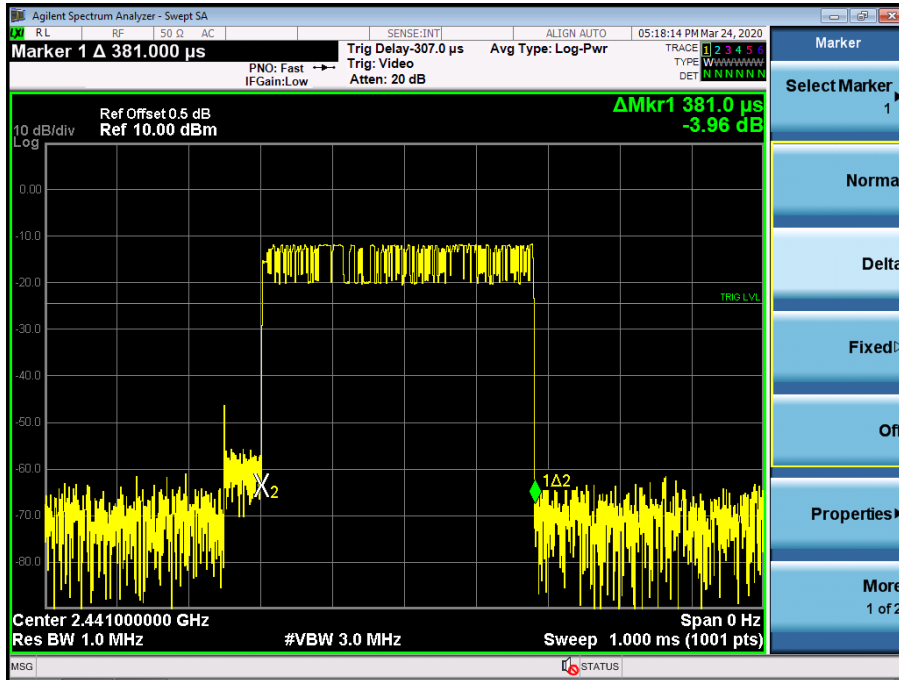 Agilent Spectrum Analyzer - Swept SA
LXI RL RF 50 Ω AC SENSE:INT ALIGN AUTO 05:18:14 PM Mar 24, 2020
Marker 1 Δ 381.000 µs
PNO: Fast
IFGain:Low
Trig Delay-307.0 µs
Trig: Video
Atten: 20 dB
Avg Type: Log-Pwr
TRACE 1 2 3 4 5 6
TYPE WWWWWW
DET N N N N N N
ΔMkr1 381.0 µs
-3.96 dB
Ref Offset 0.5 dB
10 dB/div Ref 10.00 dBm
Log
0.00
-10.0
-20.0
TRIG LVL
-30.0
-40.0
-50.0
-60.0
-70.0
-80.0
2
1Δ2
Center 2.441000000 GHz
Span 0 Hz
Res BW 1.0 MHz
#VBW 3.0 MHz
Sweep 1.000 ms (1001 pts)
MSG
STATUS
Marker
Select Marker
1
Norma
Delta
Fixed
Off
Properties
More
1 of 2